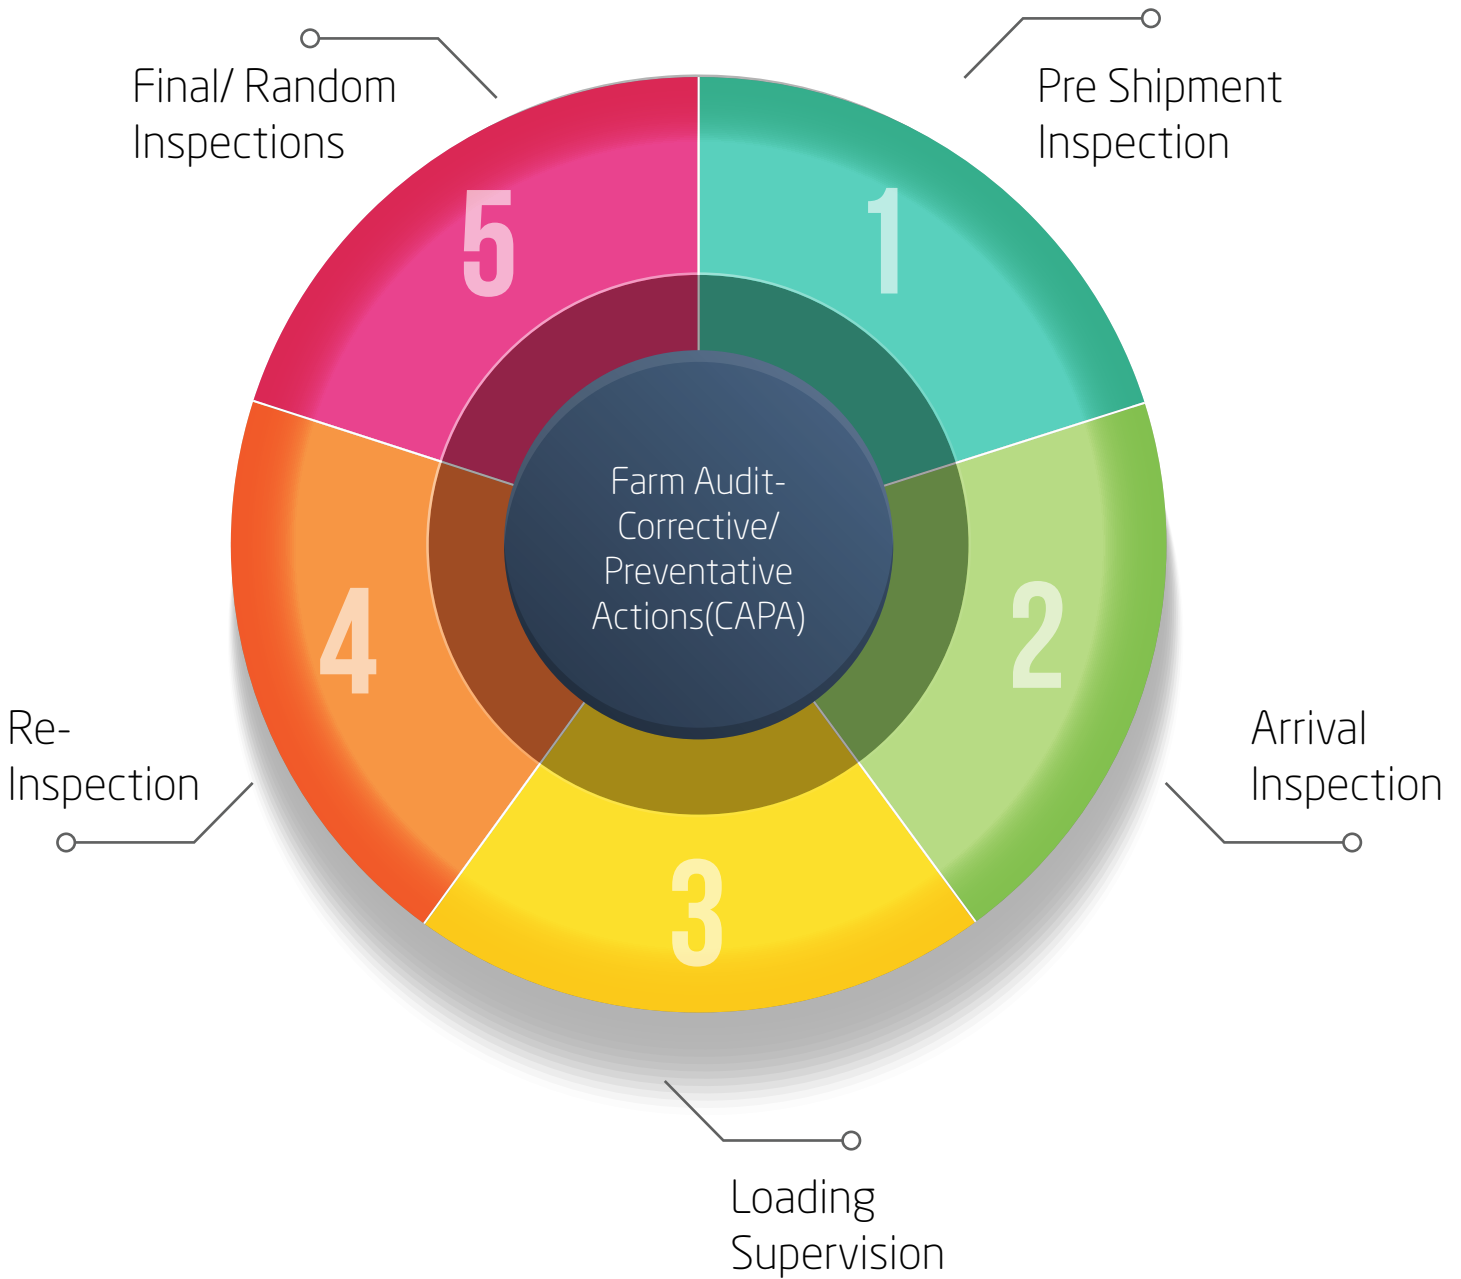 Final/ Random
Inspections
Pre Shipment
Inspection
5
1
Farm Audit-
Corrective/
Preventative
Actions(CAPA)
4
2
Re-
Inspection
Arrival
Inspection
3
Loading
Supervision